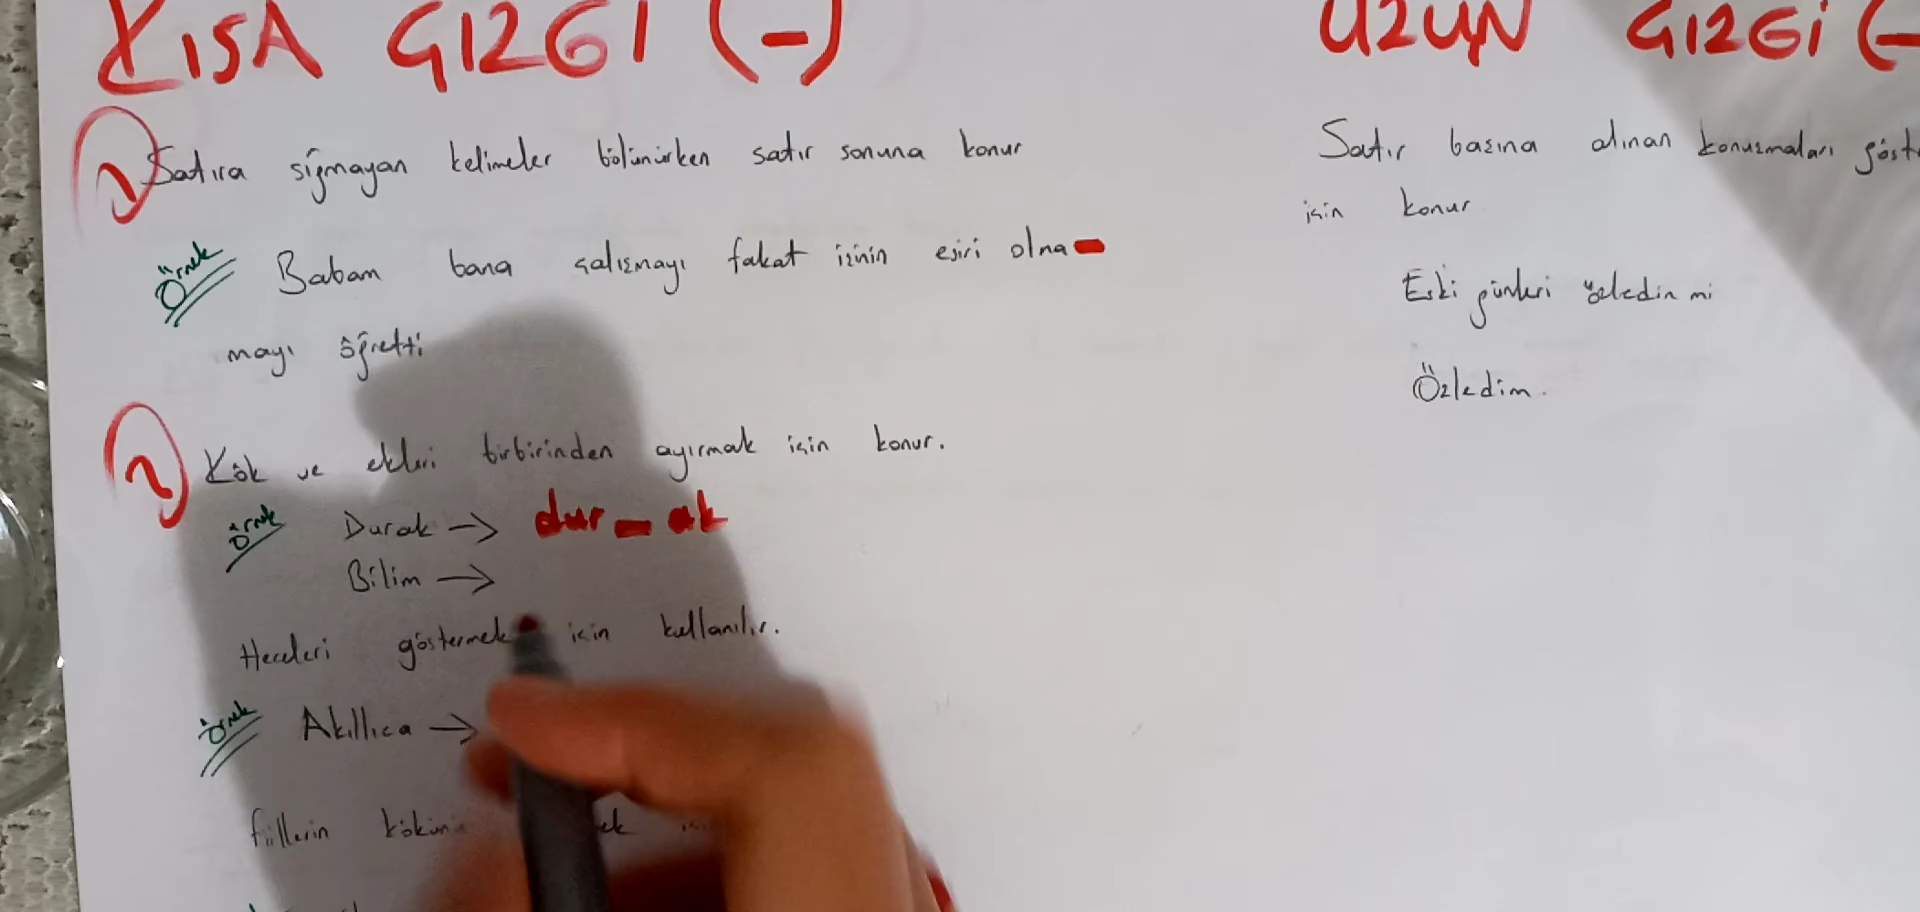 KISA ÇIZGI (-)
1 Satıra sığmayan kelimeler bölünürken satır sonuna konur
Örnek Babam bana çalışmayı fakat işinin esiri olma-
mayı öğretti
2 Kök ve ekleri birbirinden ayırmak için konur.
Örnek Durak → dur - ak
Bilim →
Heceleri göstermek için kullanılır.
Örnek Akıllıca →
fiillerin
UZUN ÇIZGİ (-
Satır başına alınan konuşmaları göst
için konur
Eski günleri özledin mi
Özledim.